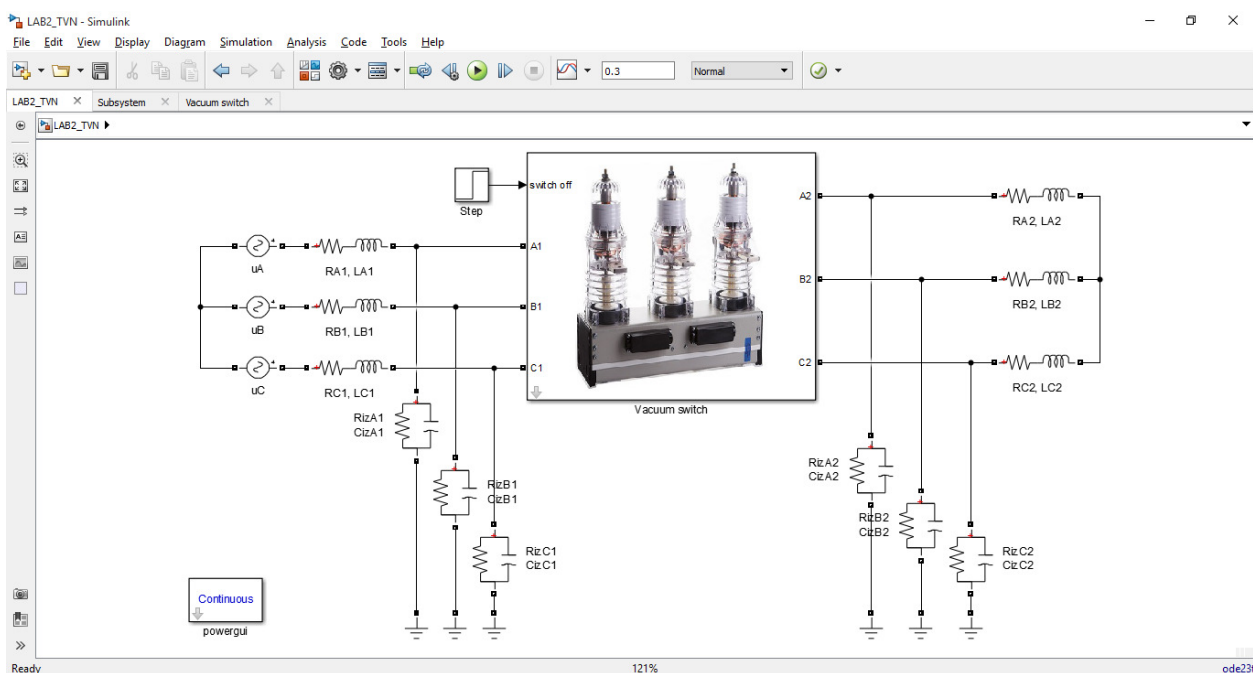 LAB2_TVN - Simulink
File Edit View Display Diagram Simulation Analysis Code Tools Help
0.3 Normal
LAB2_TVN Subsystem Vacuum switch
LAB2_TVN
Step
switch off
A1
B1
C1
A2
B2
C2
Vacuum switch
uA
RA1, LA1
uB
RB1, LB1
uC
RC1, LC1
RizA1
CizA1
RizB1
CizB1
RizC1
CizC1
RA2, LA2
RB2, LB2
RC2, LC2
RizA2
CizA2
RizB2
CizB2
RizC2
CizC2
Continuous
powergui
Ready 121% ode23t